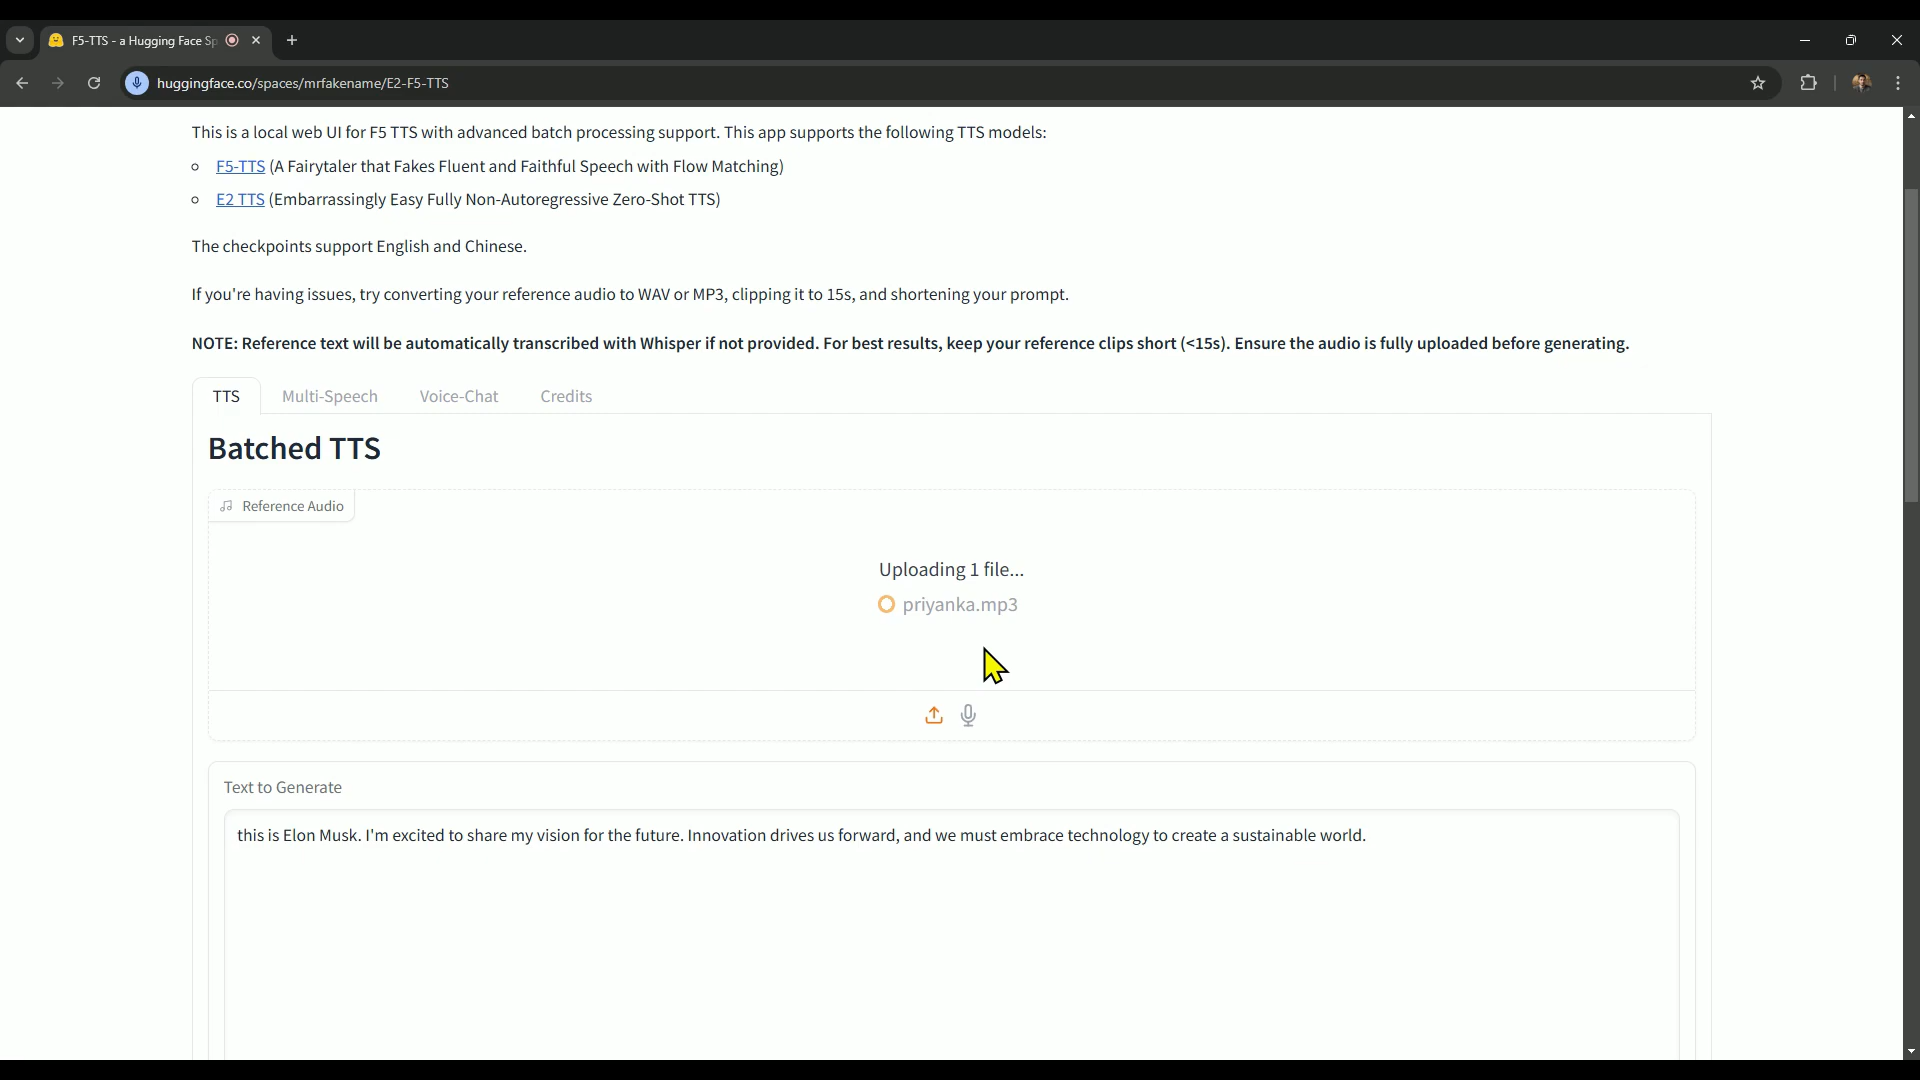 F5-TTS - a Hugging Face Sp
huggingface.co/spaces/mrfakename/E2-F5-TTS
This is a local web UI for F5 TTS with advanced batch processing support. This app supports the following TTS models:
F5-TTS (A Fairytaler that Fakes Fluent and Faithful Speech with Flow Matching)
E2 TTS (Embarrassingly Easy Fully Non-Autoregressive Zero-Shot TTS)
The checkpoints support English and Chinese.
If you're having issues, try converting your reference audio to WAV or MP3, clipping it to 15s, and shortening your prompt.
NOTE: Reference text will be automatically transcribed with Whisper if not provided. For best results, keep your reference clips short (<15s). Ensure the audio is fully uploaded before generating.
TTS Multi-Speech Voice-Chat Credits
Batched TTS
Reference Audio
Uploading 1 file...
priyanka.mp3
Text to Generate
this is Elon Musk. I'm excited to share my vision for the future. Innovation drives us forward, and we must embrace technology to create a sustainable world.